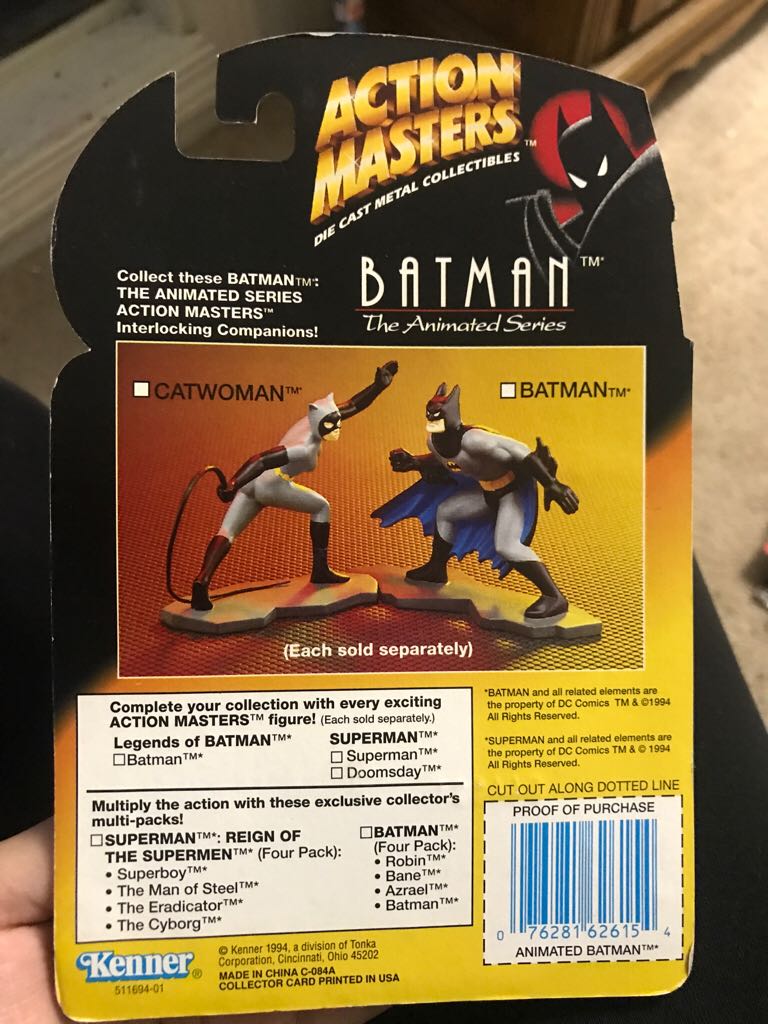 ACTION
MASTERS™
DIE CAST METAL COLLECTIBLES
BATMAN™*
The Animated Series
Collect these BATMAN™*:
THE ANIMATED SERIES
ACTION MASTERS™
Interlocking Companions!
CATWOMAN™*
BATMAN™*
(Each sold separately)
Complete your collection with every exciting
ACTION MASTERS™ figure! (Each sold separately.)
Legends of BATMAN™*
Batman™*
SUPERMAN™*
Superman™*
Doomsday™*
Multiply the action with these exclusive collector's
multi-packs!
SUPERMAN™*: REIGN OF
THE SUPERMEN™* (Four Pack):
• Superboy™*
• The Man of Steel™*
• The Eradicator™*
• The Cyborg™*
BATMAN™*
(Four Pack):
• Robin™*
• Bane™*
• Azrael™*
• Batman™*
*BATMAN and all related elements are
the property of DC Comics TM & ©1994
All Rights Reserved.
*SUPERMAN and all related elements are
the property of DC Comics TM & © 1994
All Rights Reserved.
CUT OUT ALONG DOTTED LINE
PROOF OF PURCHASE
0 76281 62615 4
ANIMATED BATMAN™*
Kenner®
511694-01
© Kenner 1994, a division of Tonka
Corporation, Cincinnati, Ohio 45202
MADE IN CHINA C-084A
COLLECTOR CARD PRINTED IN USA